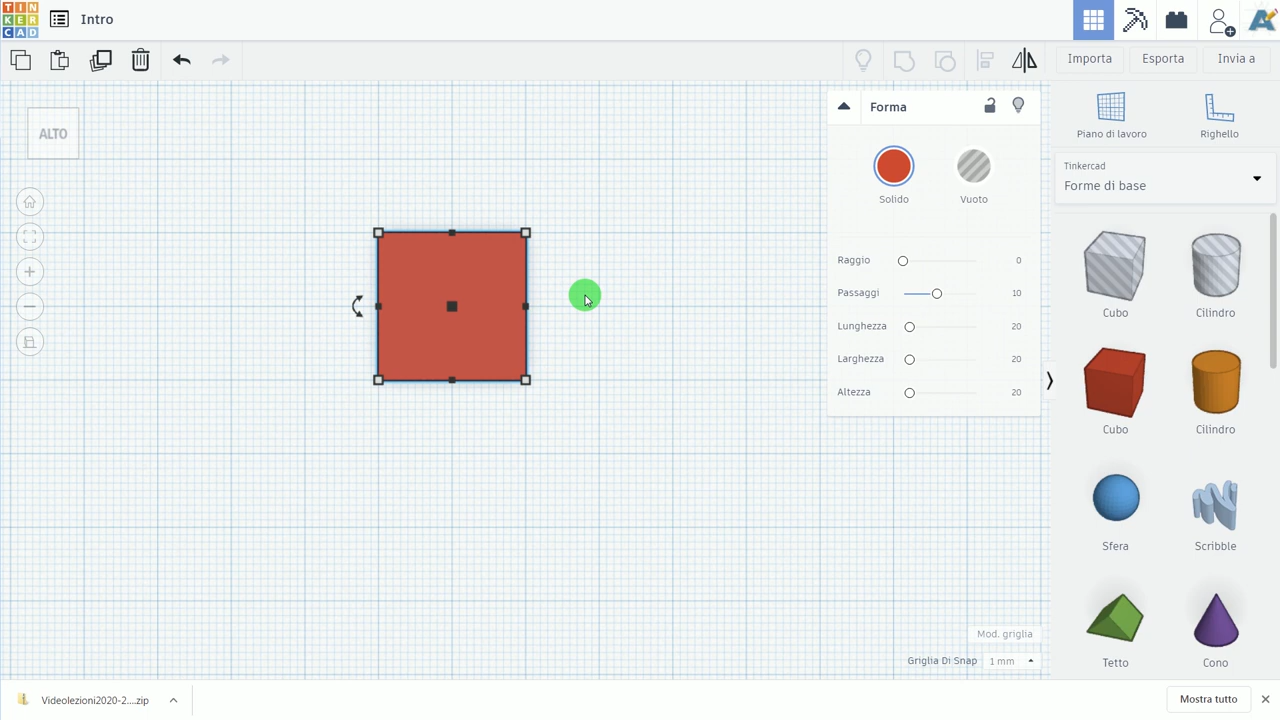 TIN
KER
CAD
Intro
Importa
Esporta
Invia a
ALTO
Forma
Solido
Vuoto
Raggio 0
Passaggi 10
Lunghezza 20
Larghezza 20
Altezza 20
Piano di lavoro
Righello
Tinkercad
Forme di base
Cubo
Cilindro
Cubo
Cilindro
Sfera
Scribble
Tetto
Cono
Mod. griglia
Griglia Di Snap 1 mm
Videolezioni2020-2....zip
Mostra tutto